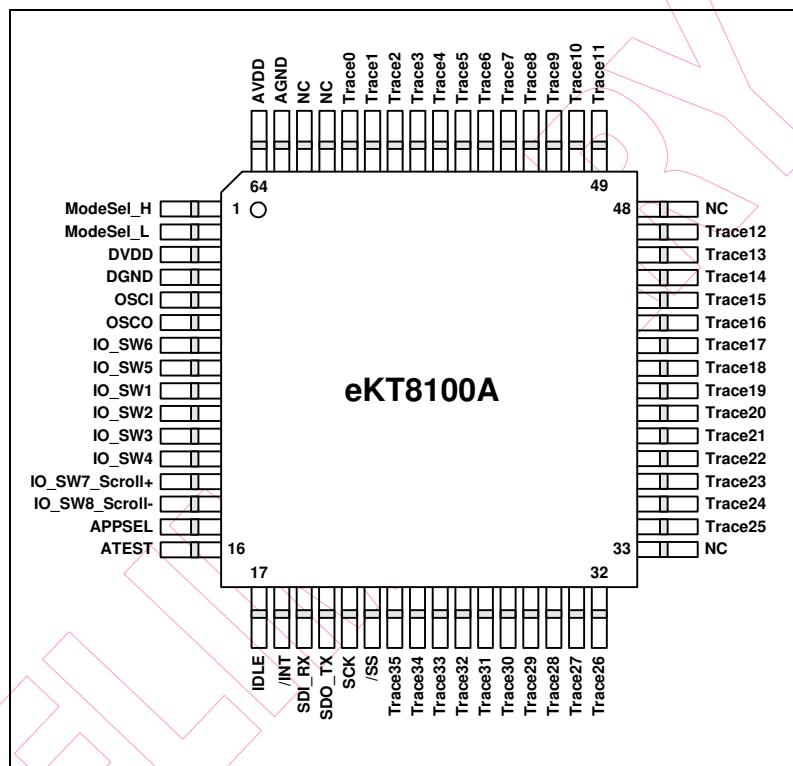 AVDD
AGND
NC
NC
Trace0
Trace1
Trace2
Trace3
Trace4
Trace5
Trace6
Trace7
Trace8
Trace9
Trace10
Trace11
64
49
ModeSel_H
ModeSel_L
DVDD
DGND
OSCI
OSCO
IO_SW6
IO_SW5
IO_SW1
IO_SW2
IO_SW3
IO_SW4
IO_SW7_Scroll+
IO_SW8_Scroll-
APPSEL
ATEST
1
16
eKT8100A
48
33
NC
Trace12
Trace13
Trace14
Trace15
Trace16
Trace17
Trace18
Trace19
Trace20
Trace21
Trace22
Trace23
Trace24
Trace25
NC
17
32
IDLE
/INT
SDI_RX
SDO_TX
SCK
/SS
Trace35
Trace34
Trace33
Trace32
Trace31
Trace30
Trace29
Trace28
Trace27
Trace26